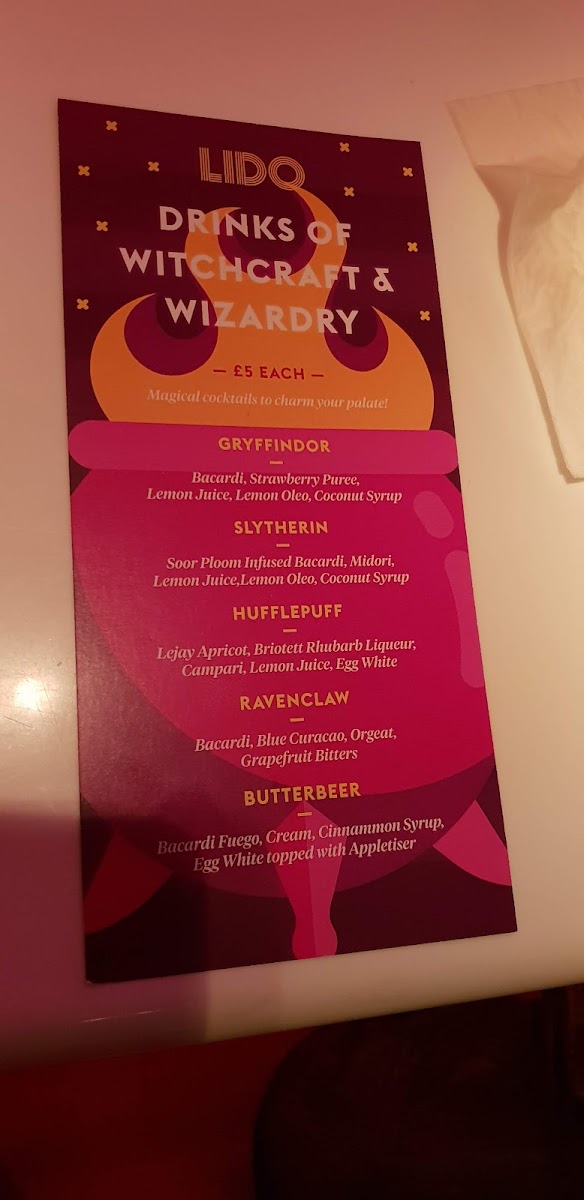 LIDO
DRINKS OF
WITCHCRAFT &
WIZARDRY
— £5 EACH —
Magical cocktails to charm your palate!
GRYFFINDOR
Bacardi, Strawberry Puree,
Lemon Juice, Lemon Oleo, Coconut Syrup
SLYTHERIN
Soor Ploom Infused Bacardi, Midori,
Lemon Juice,Lemon Oleo, Coconut Syrup
HUFFLEPUFF
Lejay Apricot, Briotett Rhubarb Liqueur,
Campari, Lemon Juice, Egg White
RAVENCLAW
Bacardi, Blue Curacao, Orgeat,
Grapefruit Bitters
BUTTERBEER
Bacardi Fuego, Cream, Cinnammon Syrup,
Egg White topped with Appletiser